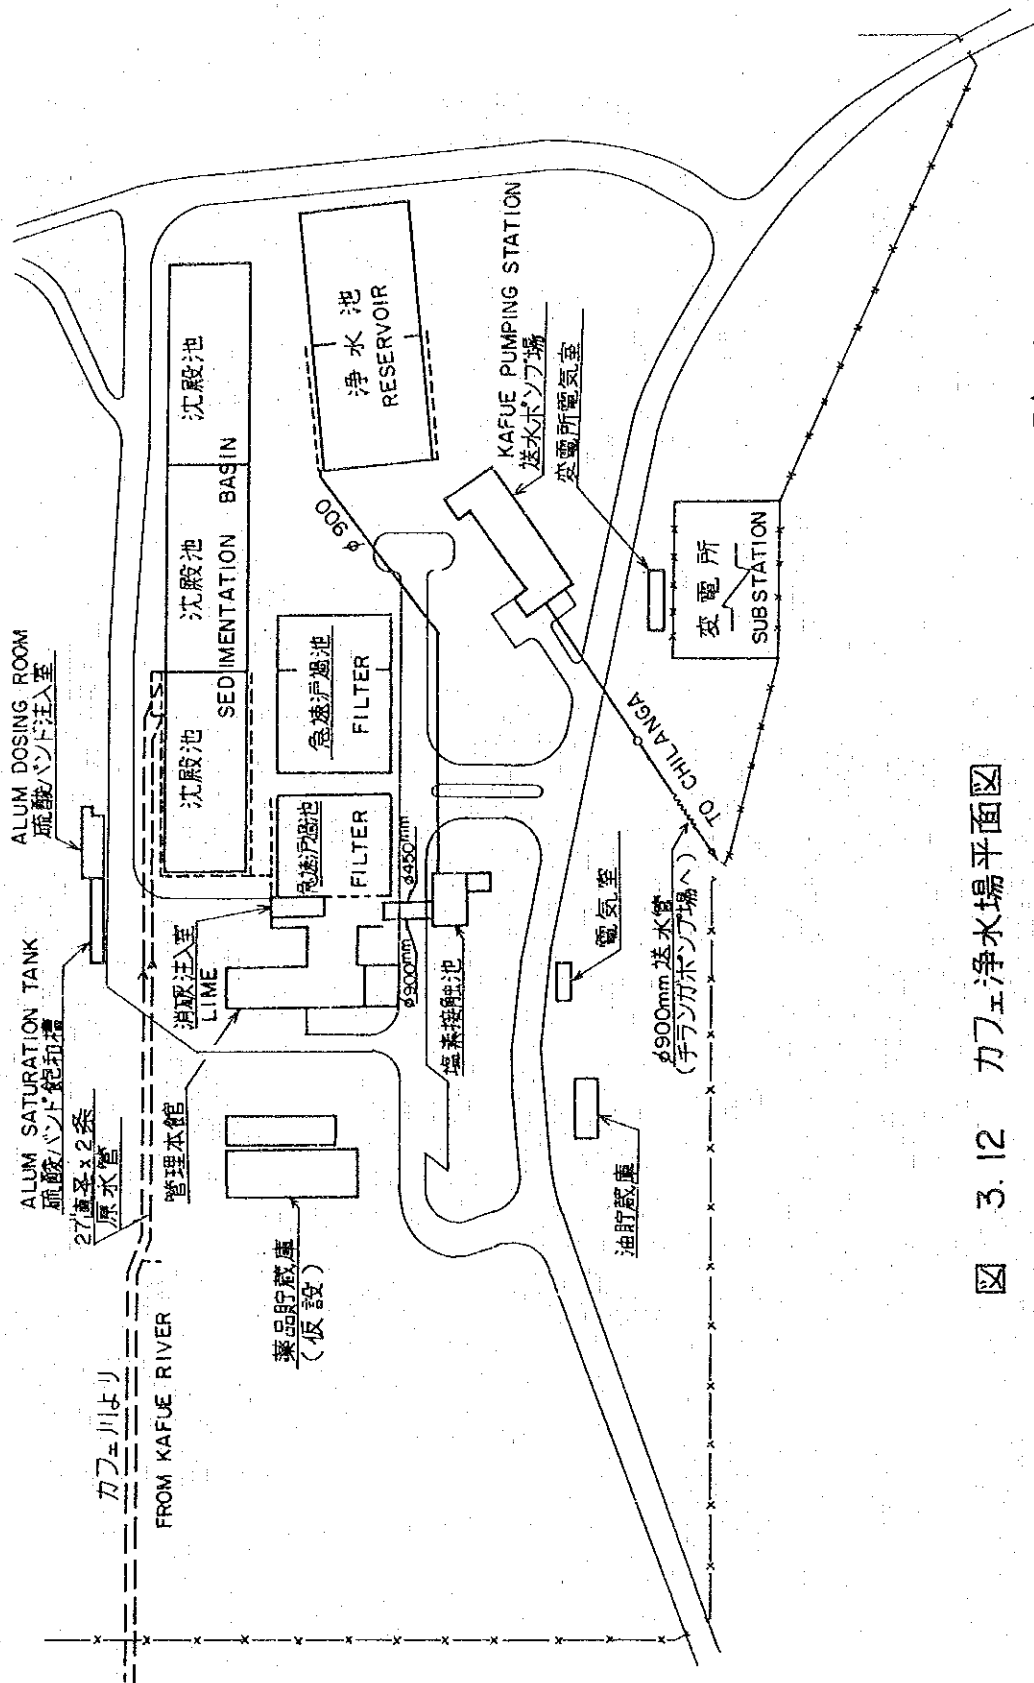 カフェ川より
FROM KAFUE RIVER
ALUM SATURATION TANK
硫酸バンド飽和槽
27直径×2条
原水管
ALUM DOSING ROOM
硫酸バンド注入室
管理本館
消石灰注入室
LIME
薬品貯蔵庫
(仮設)
沈殿池
沈殿池
沈殿池
SEDIMENTATION BASIN
急速沪過池
FILTER
急速沪過池
FILTER
浄水池
RESERVOIR
φ900
φ450mm
φ900mm
塩素接触池
KAFUE PUMPING STATION
送水ポンプ場
変電所電気室
変電所
SUBSTATION
TO CHILANGA
φ900mm送水管
(チランガポンプ場へ)
電気室
油貯蔵庫
図 3.12 カフェ浄水場平面図